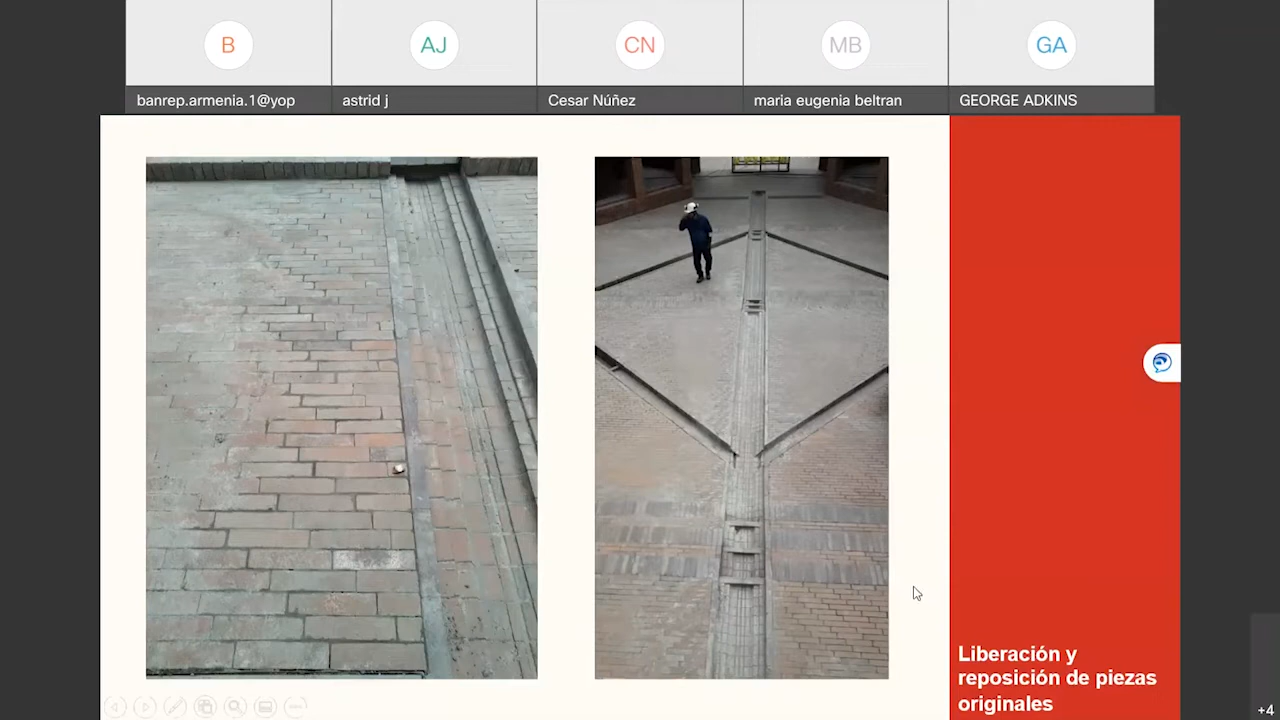 B
AJ
CN
MB
GA
banrep.armenia.1@yop
astrid j
Cesar Núñez
maria eugenia beltran
GEORGE ADKINS
Liberación y
reposición de piezas
originales
+4